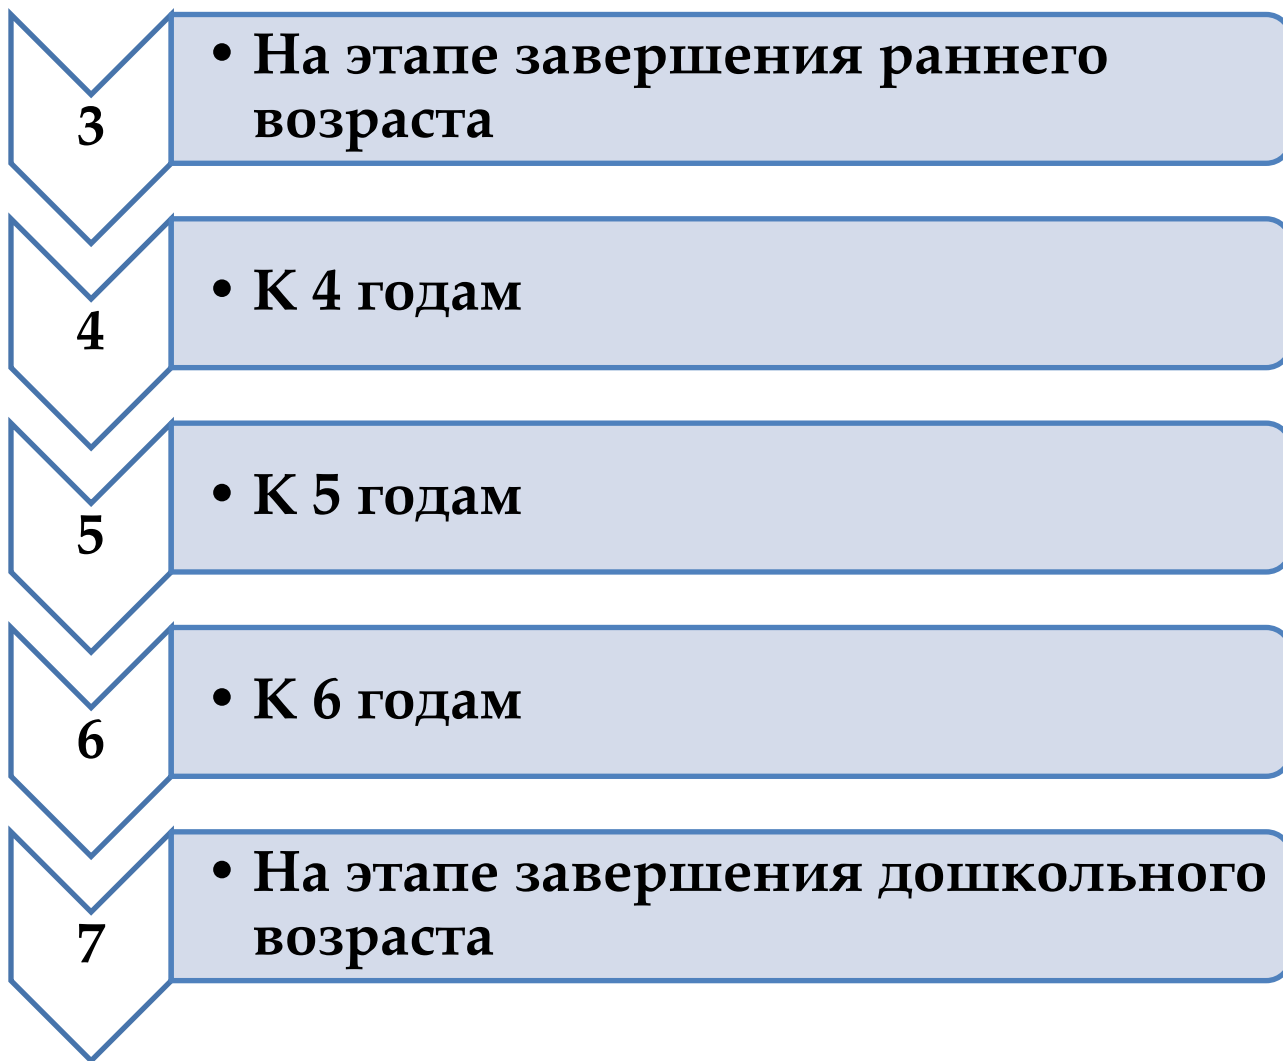 3
• На этапе завершения раннего
возраста
4
• К 4 годам
5
• К 5 годам
6
• К 6 годам
7
• На этапе завершения дошкольного
возраста